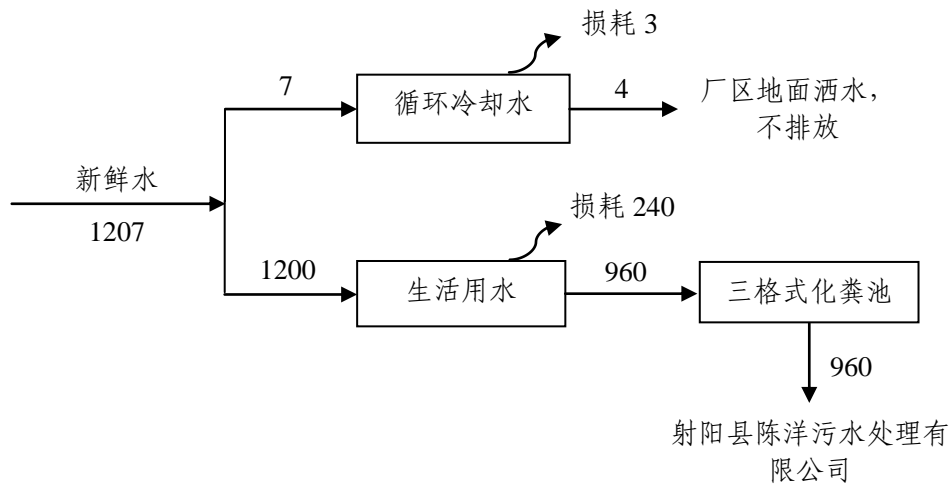 损耗 3
7
循环冷却水
4
厂区地面洒水，
不排放
新鲜水
1207
损耗 240
1200
生活用水
960
三格式化粪池
960
射阳县陈洋污水处理有
限公司